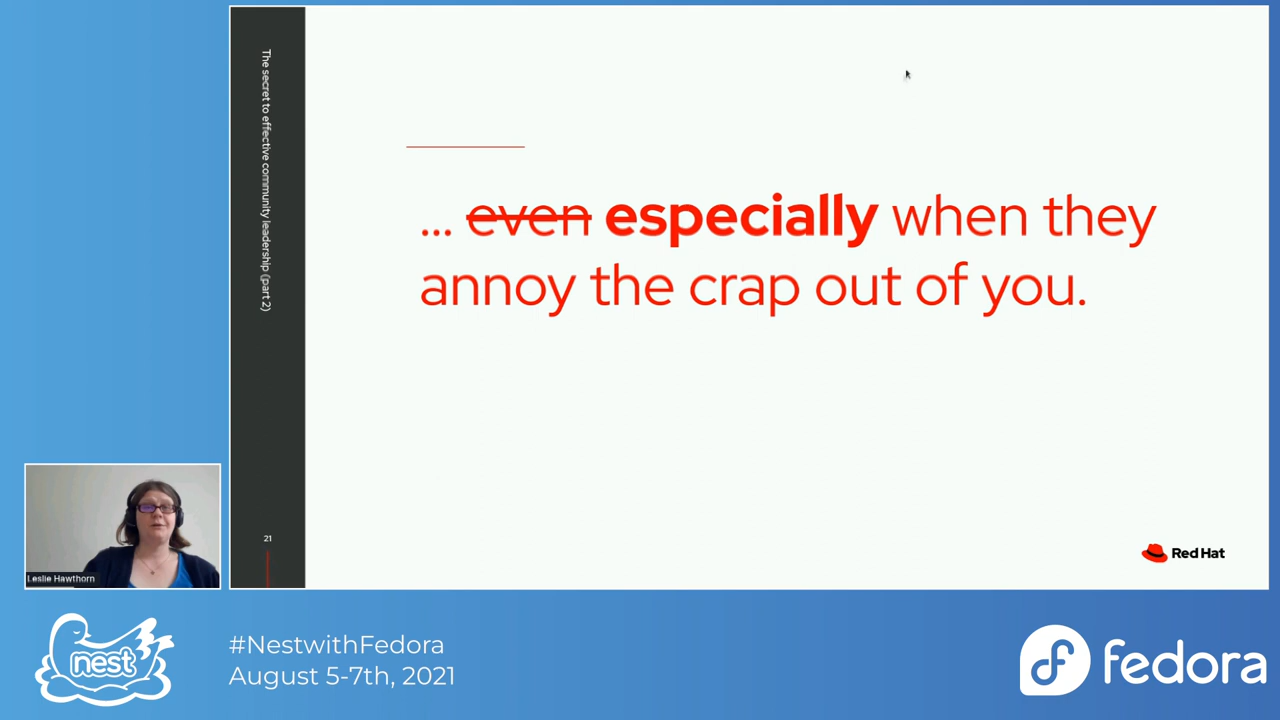 The secret to effective community leadership (part 2)
... even especially when they
annoy the crap out of you.
21
Red Hat
Leslie Hawthorn
nest
#NestwithFedora
August 5-7th, 2021
fedora